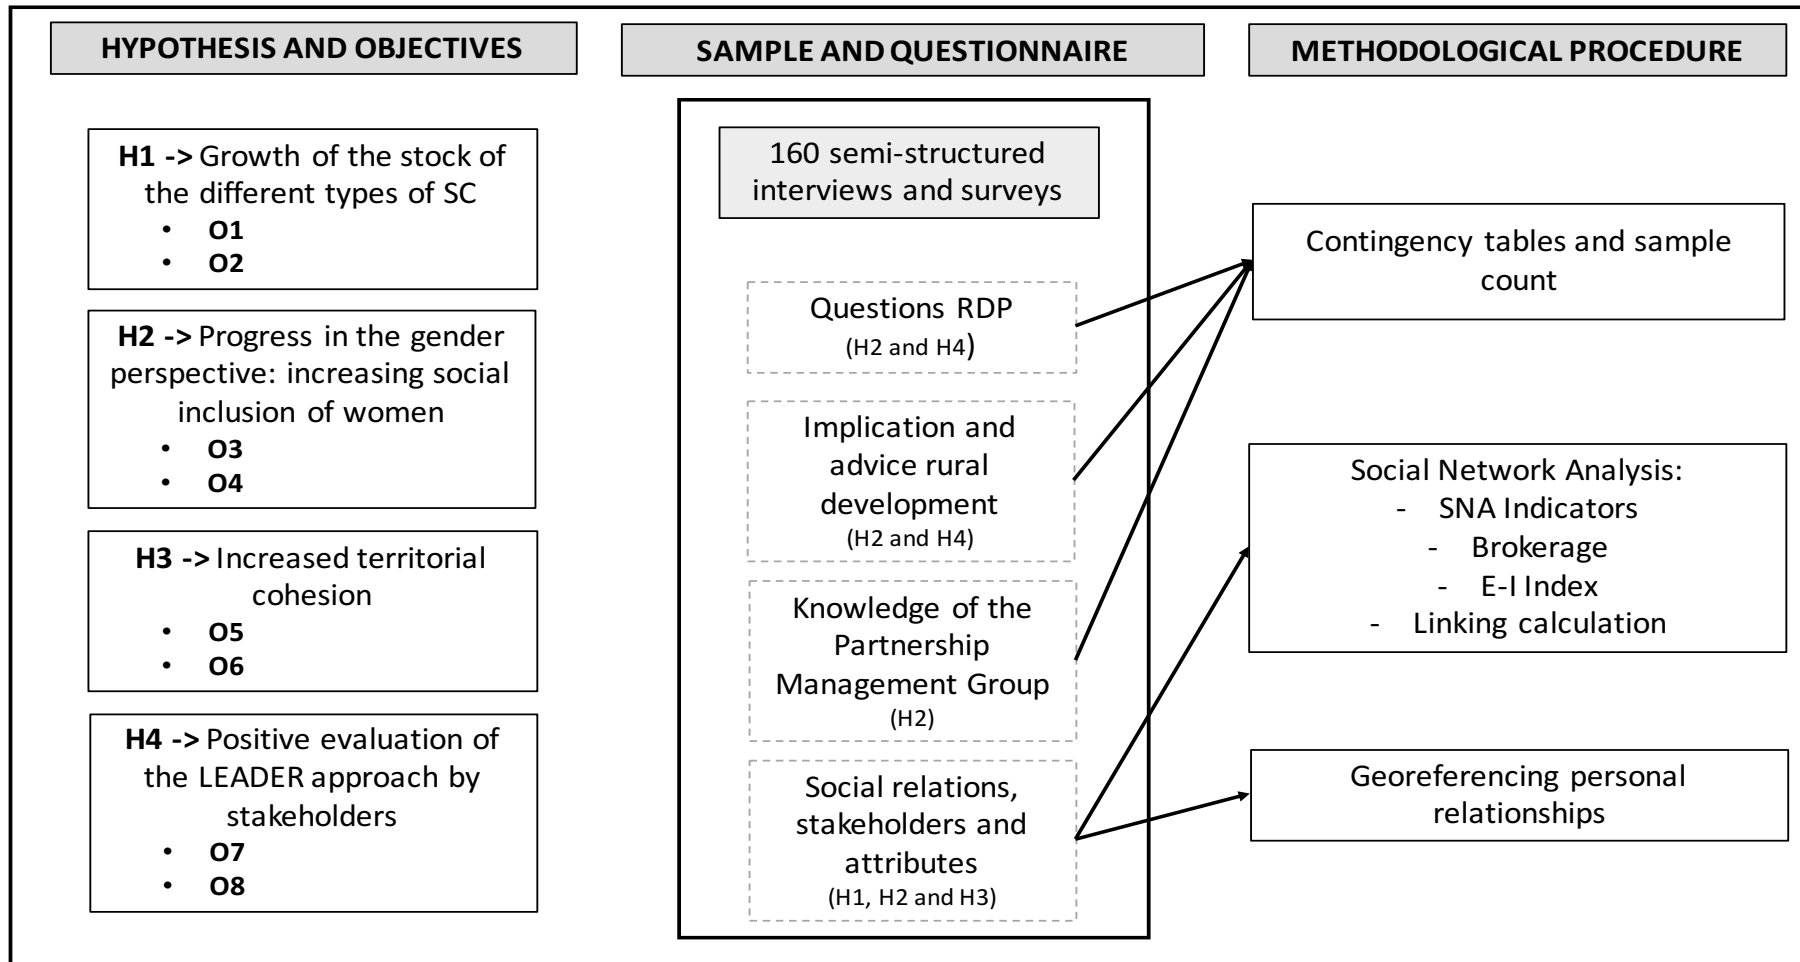 HYPOTHESIS AND OBJECTIVES
H1 -> Growth of the stock of
the different types of SC
• O1
• O2
H2 -> Progress in the gender
perspective: increasing social
inclusion of women
• O3
• O4
H3 -> Increased territorial
cohesion
• O5
• O6
H4 -> Positive evaluation of
the LEADER approach by
stakeholders
• O7
• O8
SAMPLE AND QUESTIONNAIRE
160 semi-structured
interviews and surveys
Questions RDP
(H2 and H4)
Implication and
advice rural
development
(H2 and H4)
Knowledge of the
Partnership
Management Group
(H2)
Social relations,
stakeholders and
attributes
(H1, H2 and H3)
METHODOLOGICAL PROCEDURE
Contingency tables and sample
count
Social Network Analysis:
- SNA Indicators
- Brokerage
- E-I Index
- Linking calculation
Georeferencing personal
relationships